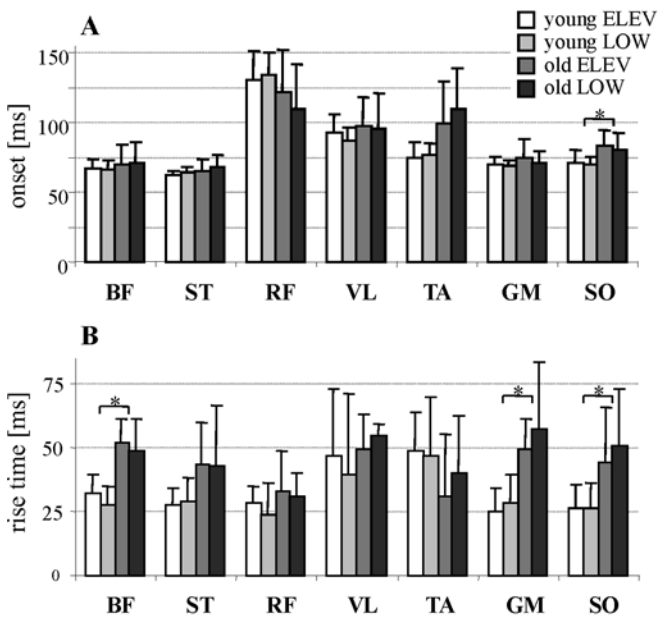 A
young ELEV
young LOW
old ELEV
old LOW
onset [ms]
150
100
50
0
*
BF ST RF VL TA GM SO
B
rise time [ms]
75
50
25
0
* * *
BF ST RF VL TA GM SO